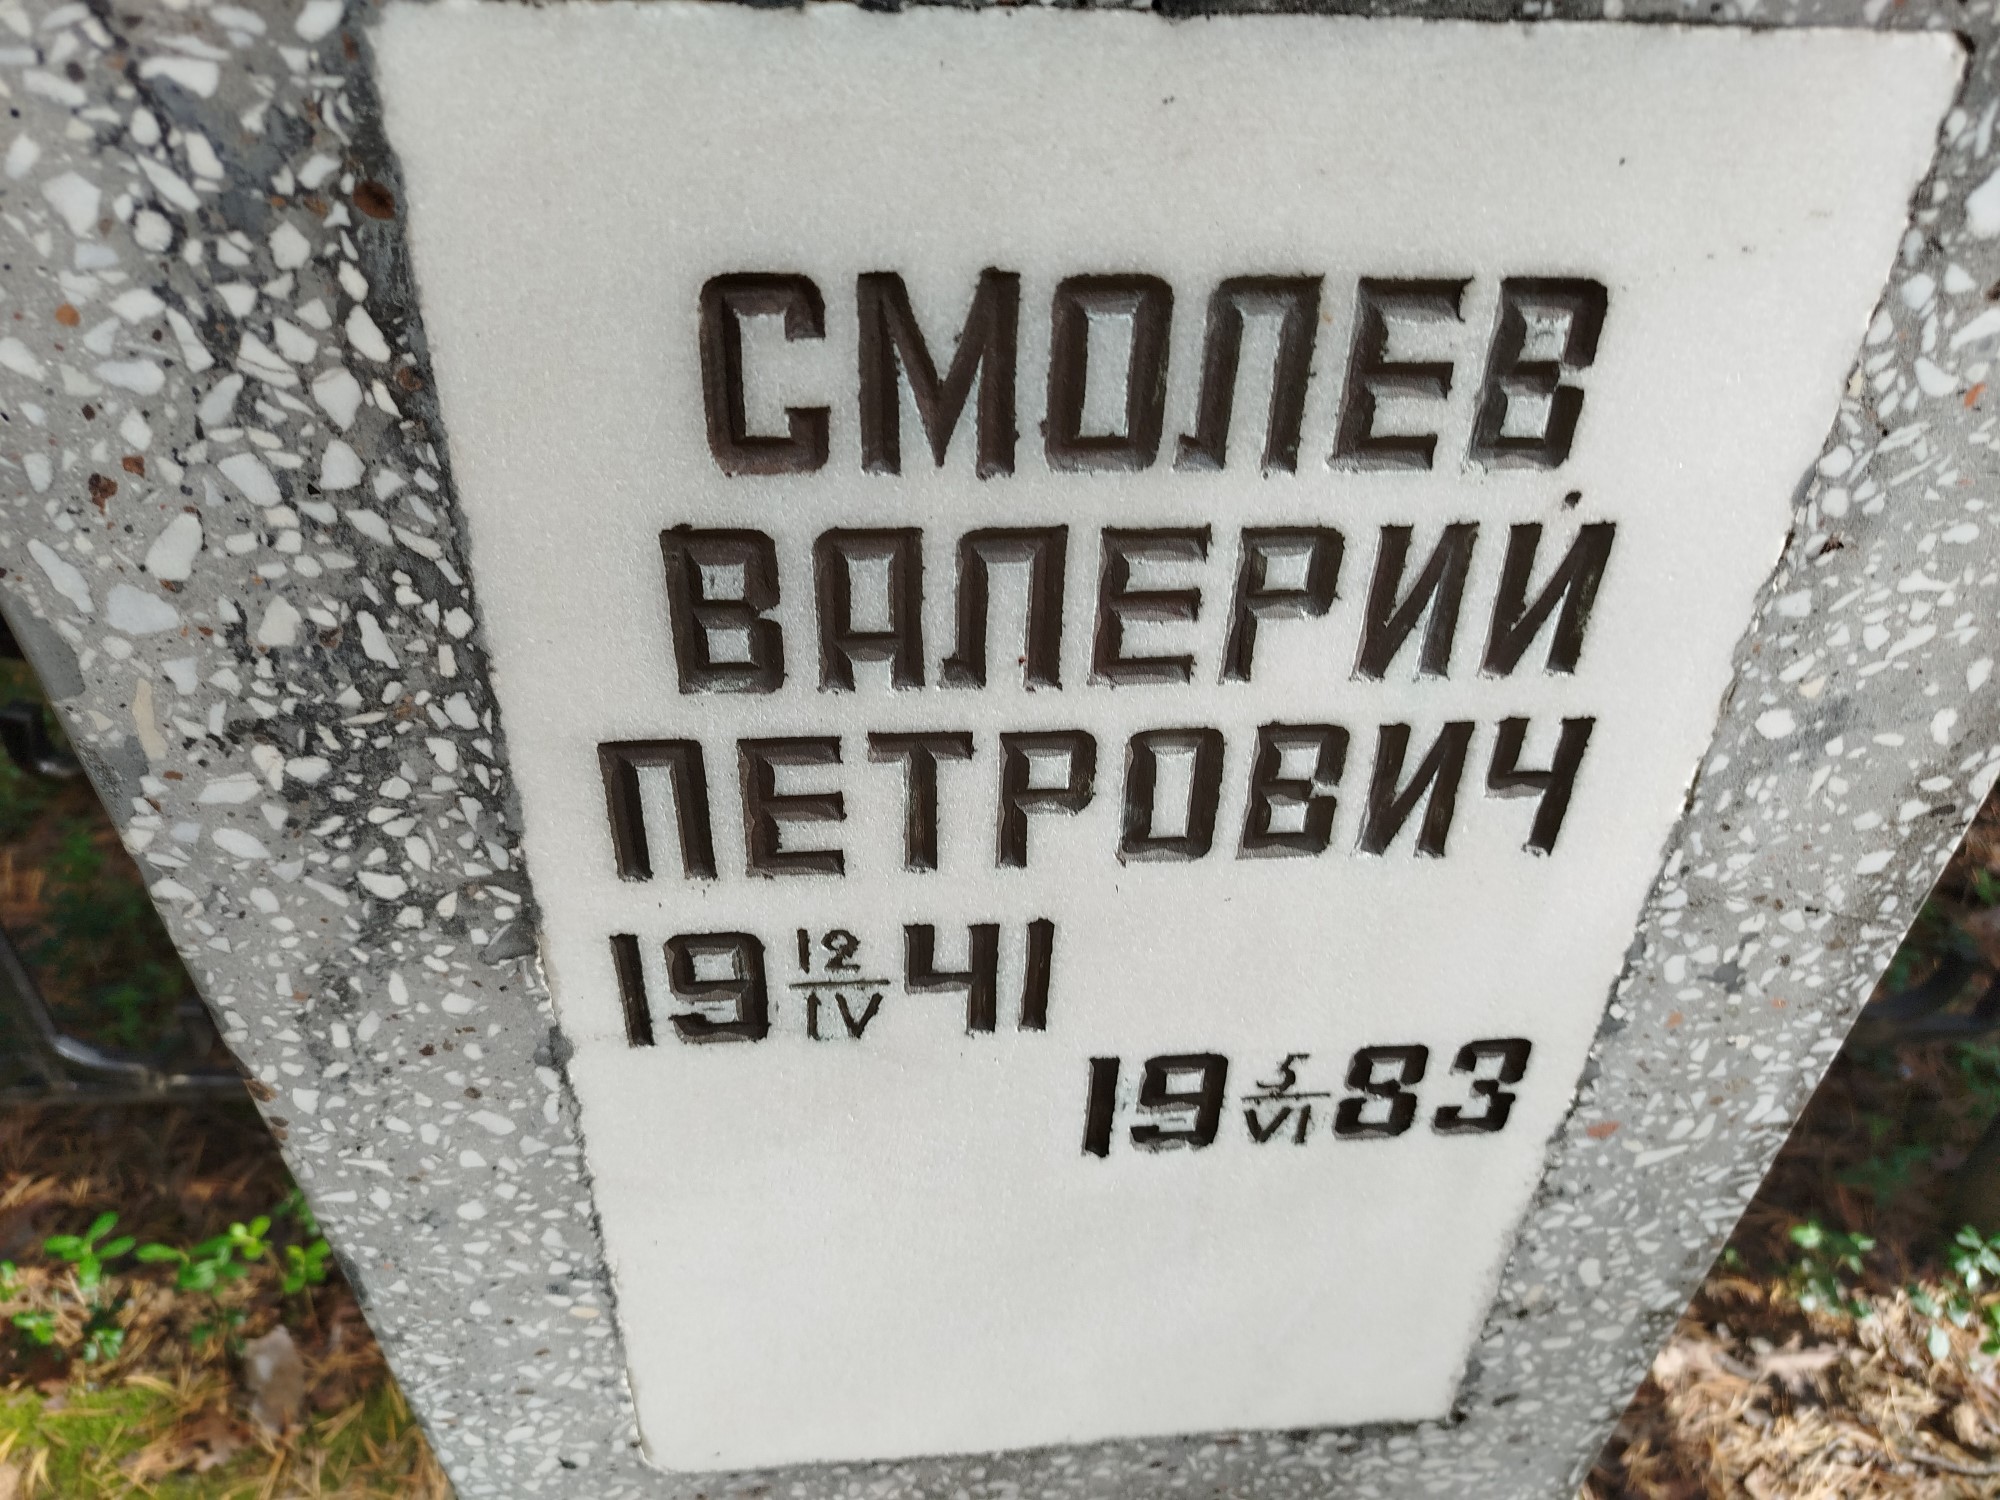 СМОЛЕВ
ВАЛЕРИЙ
ПЕТРОВИЧ
19 12/IV 41
19 5/VI 83